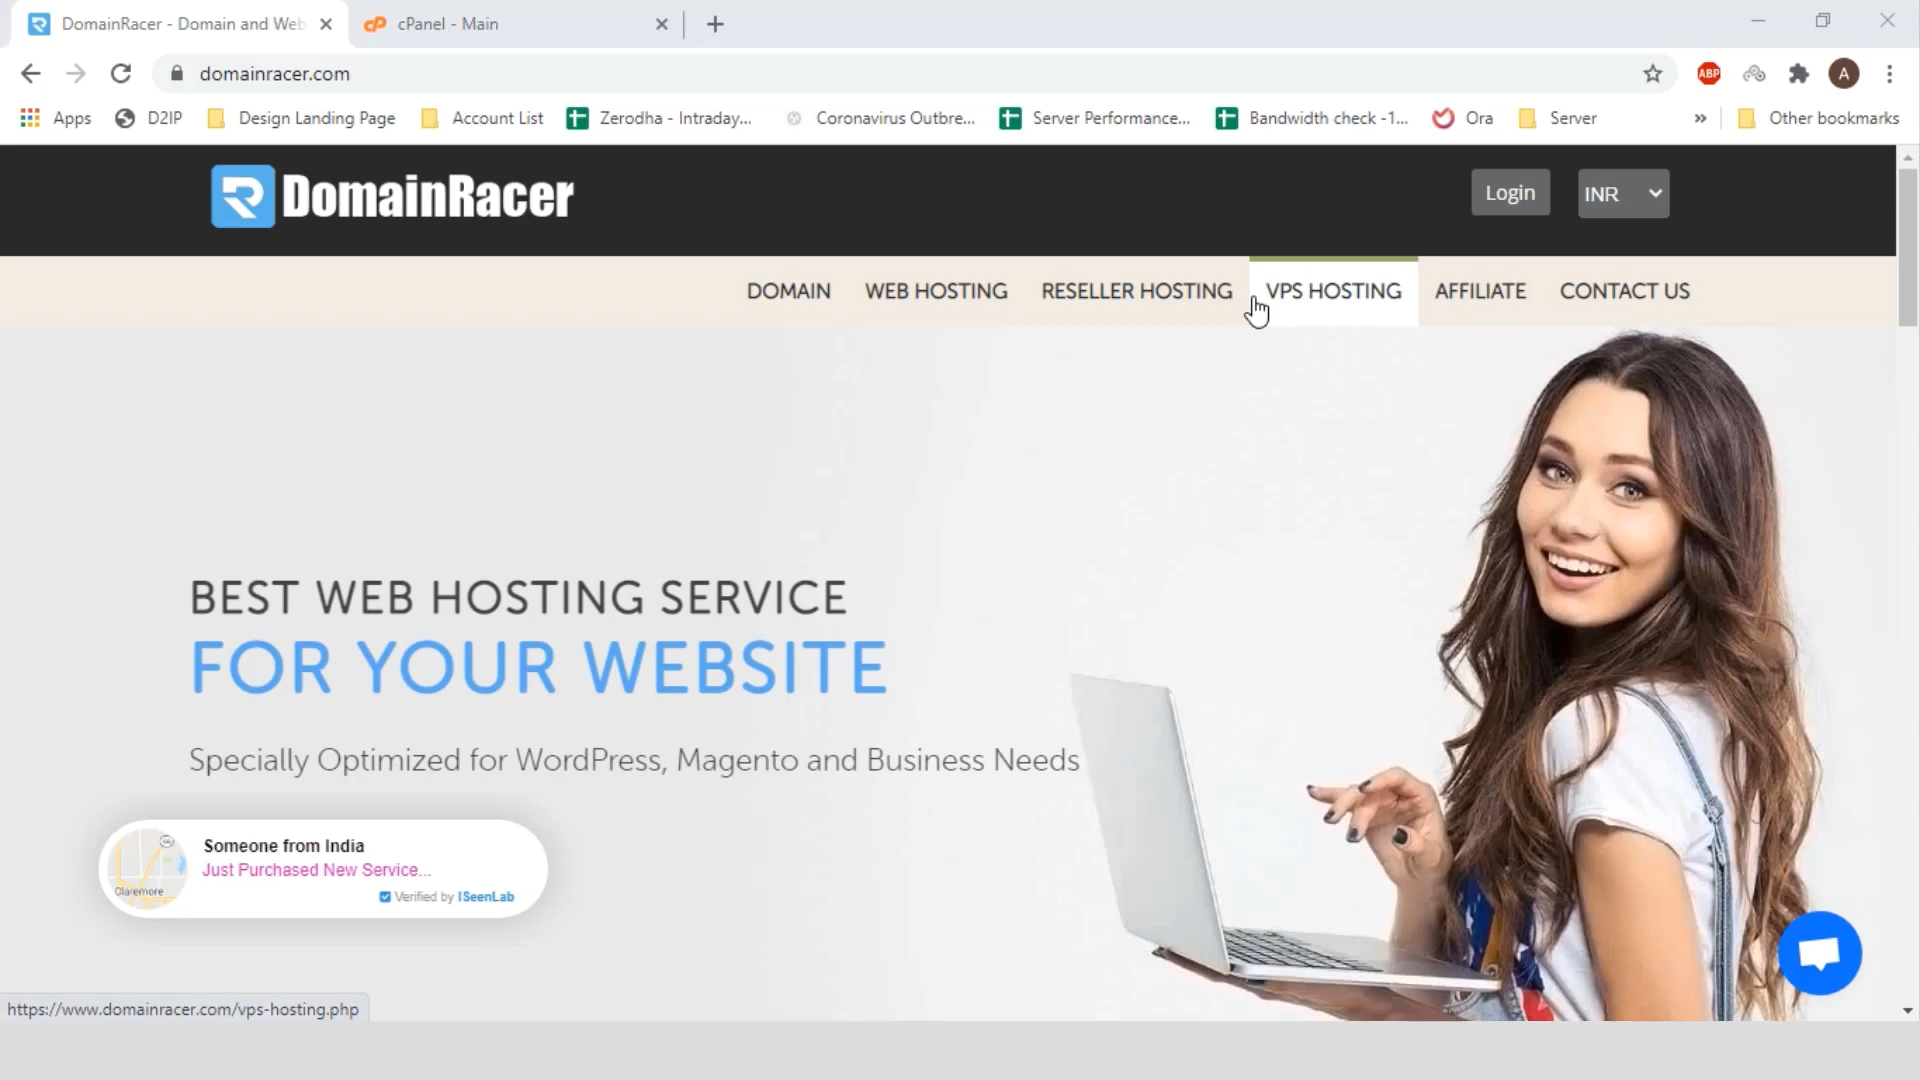 DomainRacer - Domain and Web
cPanel - Main
domainracer.com
ABP
A
Apps
D2IP
Design Landing Page
Account List
Zerodha - Intraday...
Coronavirus Outbre...
Server Performance...
Bandwidth check -1...
Ora
Server
»
Other bookmarks
DomainRacer
Login
INR
DOMAIN
WEB HOSTING
RESELLER HOSTING
VPS HOSTING
AFFILIATE
CONTACT US
BEST WEB HOSTING SERVICE
FOR YOUR WEBSITE
Specially Optimized for WordPress, Magento and Business Needs
Someone from India
Just Purchased New Service...
Claremore
Verified by ISeenLab
https://www.domainracer.com/vps-hosting.php